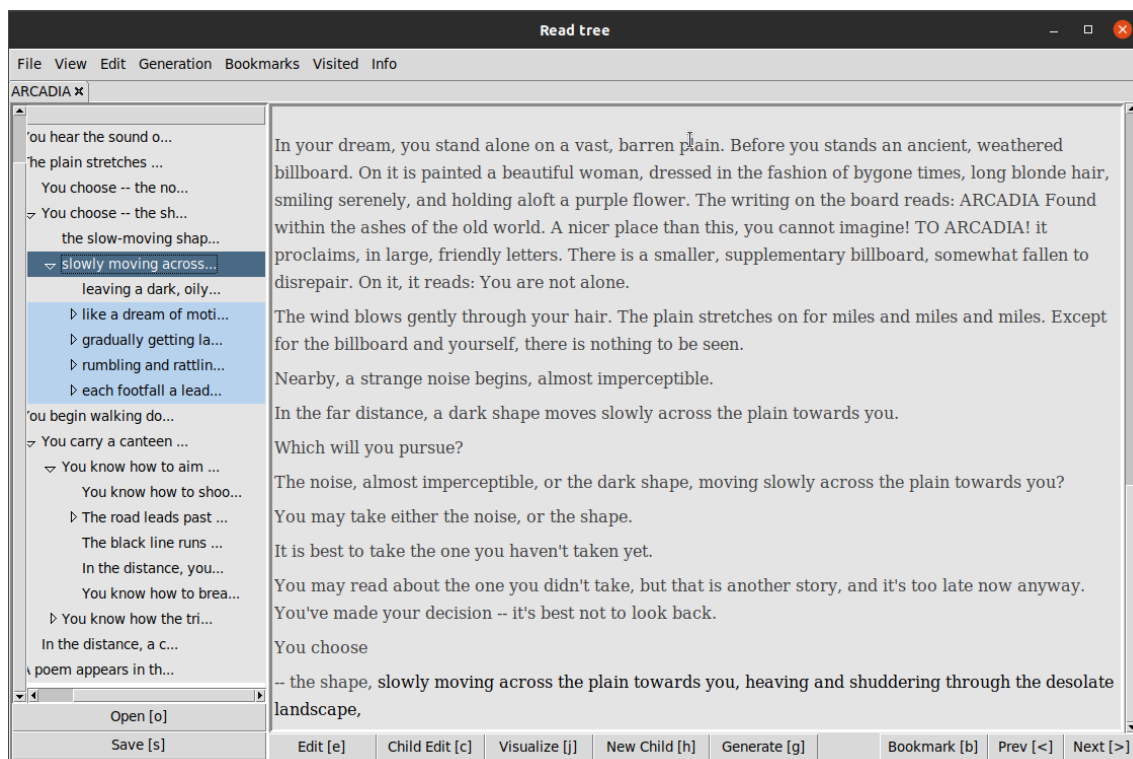 Read tree
File View Edit Generation Bookmarks Visited Info
ARCADIA
You hear the sound o...
The plain stretches ...
You choose -- the no...
You choose -- the sh...
the slow-moving shap...
slowly moving across...
leaving a dark, oily...
like a dream of moti...
gradually getting la...
rumbling and rattlin...
each footfall a lead...
You begin walking do...
You carry a canteen ...
You know how to aim ...
You know how to shoo...
The road leads past ...
The black line runs ...
In the distance, you...
You know how to brea...
You know how the tri...
In the distance, a c...
A poem appears in th...
Open [o]
Save [s]
In your dream, you stand alone on a vast, barren plain. Before you stands an ancient, weathered
billboard. On it is painted a beautiful woman, dressed in the fashion of bygone times, long blonde hair,
smiling serenely, and holding aloft a purple flower. The writing on the board reads: ARCADIA Found
within the ashes of the old world. A nicer place than this, you cannot imagine! TO ARCADIA! it
proclaims, in large, friendly letters. There is a smaller, supplementary billboard, somewhat fallen to
disrepair. On it, it reads: You are not alone.
The wind blows gently through your hair. The plain stretches on for miles and miles and miles. Except
for the billboard and yourself, there is nothing to be seen.
Nearby, a strange noise begins, almost imperceptible.
In the far distance, a dark shape moves slowly across the plain towards you.
Which will you pursue?
The noise, almost imperceptible, or the dark shape, moving slowly across the plain towards you?
You may take either the noise, or the shape.
It is best to take the one you haven't taken yet.
You may read about the one you didn't take, but that is another story, and it's too late now anyway.
You've made your decision -- it's best not to look back.
You choose
-- the shape, slowly moving across the plain towards you, heaving and shuddering through the desolate
landscape,
Edit [e] Child Edit [c] Visualize [j] New Child [h] Generate [g] Bookmark [b] Prev [<] Next [>]